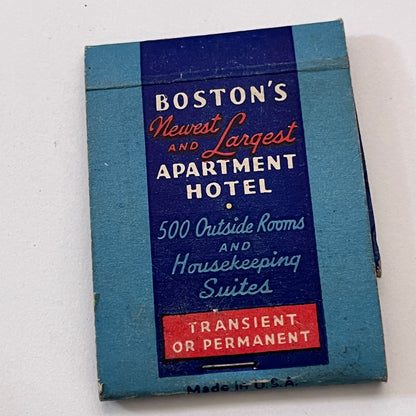 BOSTON'S
Newest
AND Largest
APARTMENT
HOTEL
500 Outside Rooms
AND
Housekeeping
Suites
TRANSIENT
OR PERMANENT
Made in U.S.A.